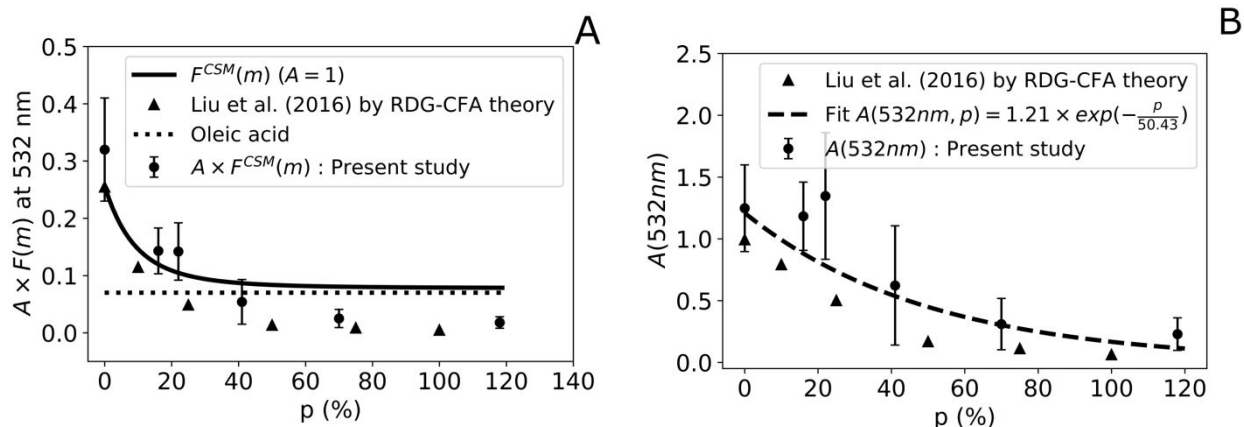 A
0.5
0.4
0.3
0.2
0.1
0.0
A × F(m) at 532 nm
F^{CSM}(m) (A = 1)
Liu et al. (2016) by RDG-CFA theory
Oleic acid
A × F^{CSM}(m) : Present study
0 20 40 60 80 100 120 140
p (%)
B
2.5
2.0
1.5
1.0
0.5
0.0
A(532nm)
Liu et al. (2016) by RDG-CFA theory
Fit A(532nm, p) = 1.21 × exp(−\frac{p}{50.43})
A(532nm) : Present study
0 20 40 60 80 100 120
p (%)